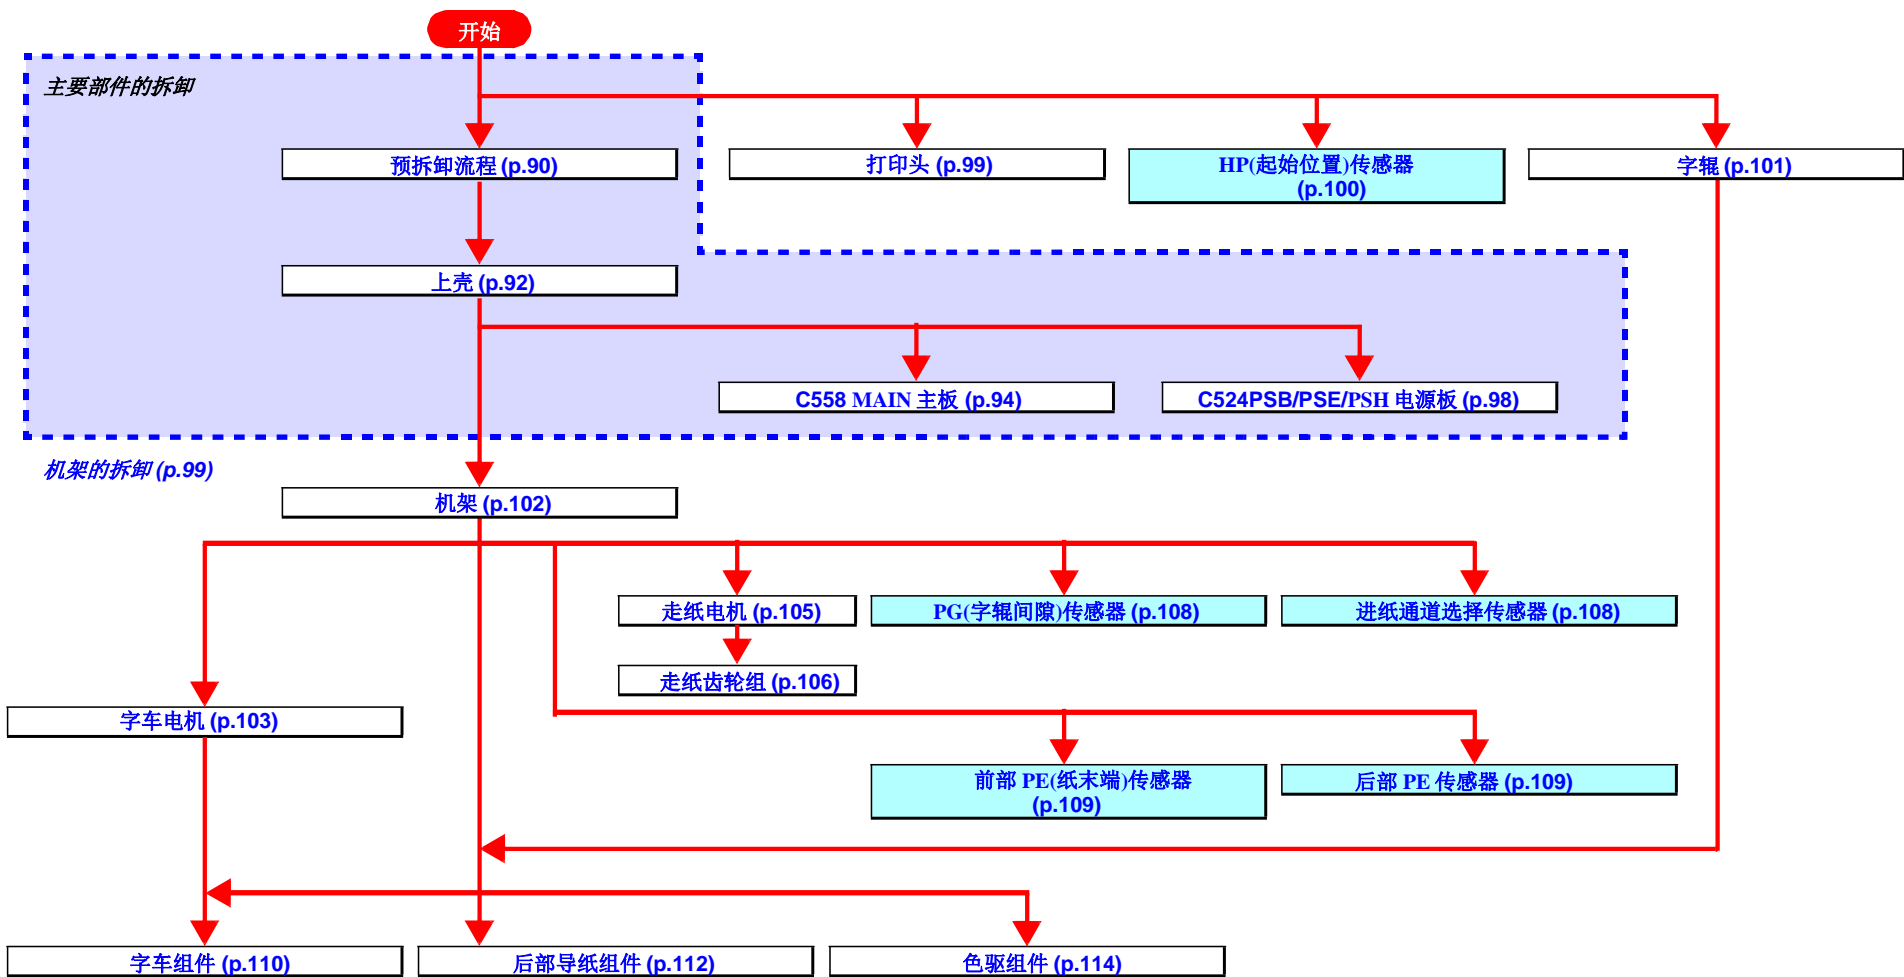 开始
主要部件的拆卸
预拆卸流程 (p.90)
打印头 (p.99)
HP(起始位置)传感器
(p.100)
字辊 (p.101)
上壳 (p.92)
C558 MAIN 主板 (p.94)
C524PSB/PSE/PSH 电源板 (p.98)
机架的拆卸 (p.99)
机架 (p.102)
走纸电机 (p.105)
PG(字辊间隙)传感器 (p.108)
进纸通道选择传感器 (p.108)
走纸齿轮组 (p.106)
字车电机 (p.103)
前部 PE(纸末端)传感器
(p.109)
后部 PE 传感器 (p.109)
字车组件 (p.110)
后部导纸组件 (p.112)
色驱组件 (p.114)